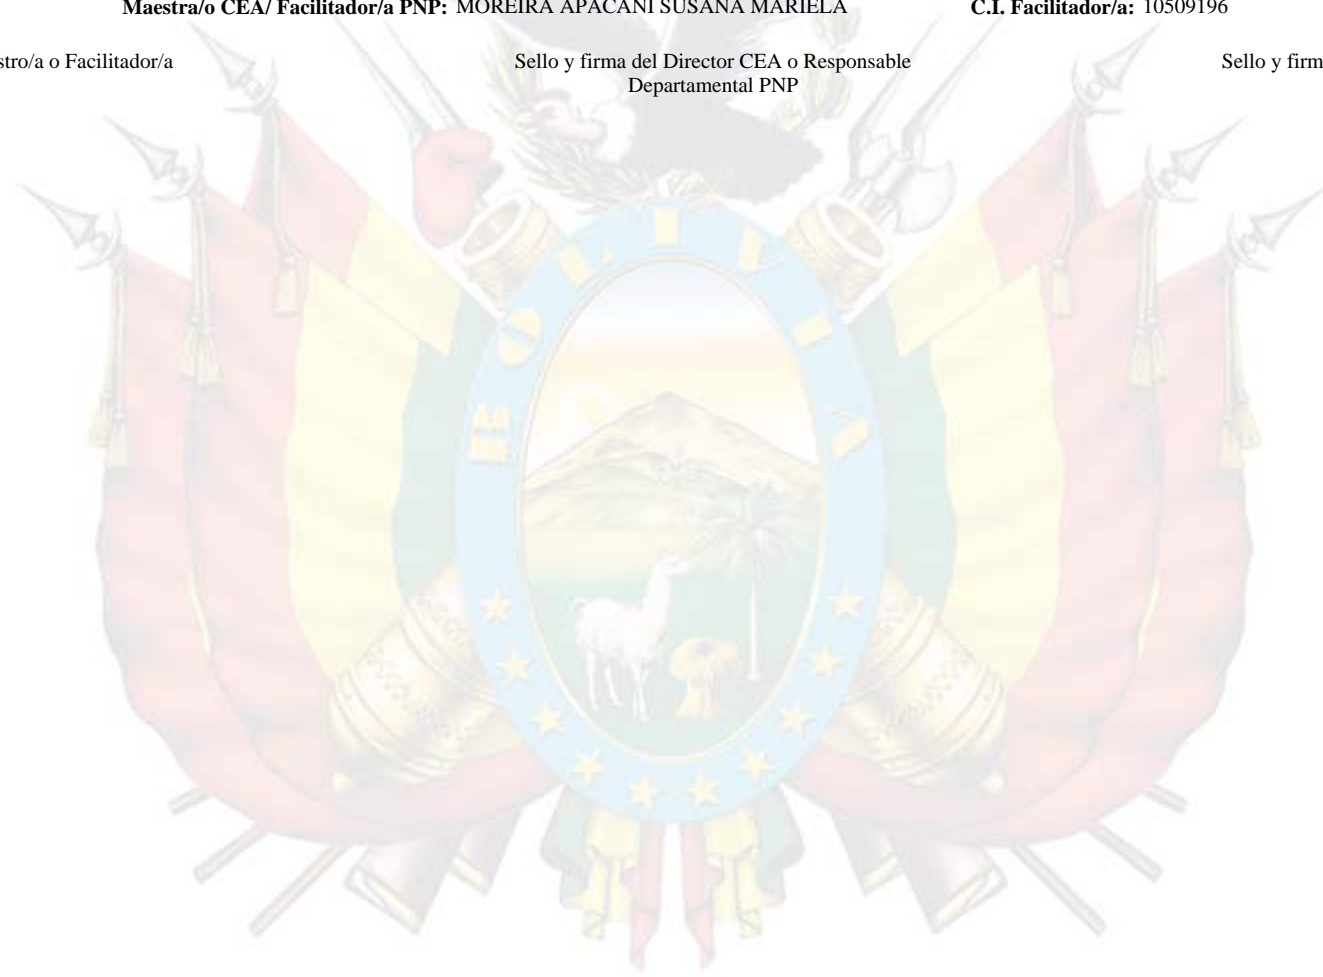 Maestra/o CEA/ Facilitador/a PNP: MOREIRA APACANI SUSANA MARIELA C.I. Facilitador/a: 10509196
stro/a o Facilitador/a Sello y firma del Director CEA o Responsable Sello y firm
Departamental PNP
BOLIVIA